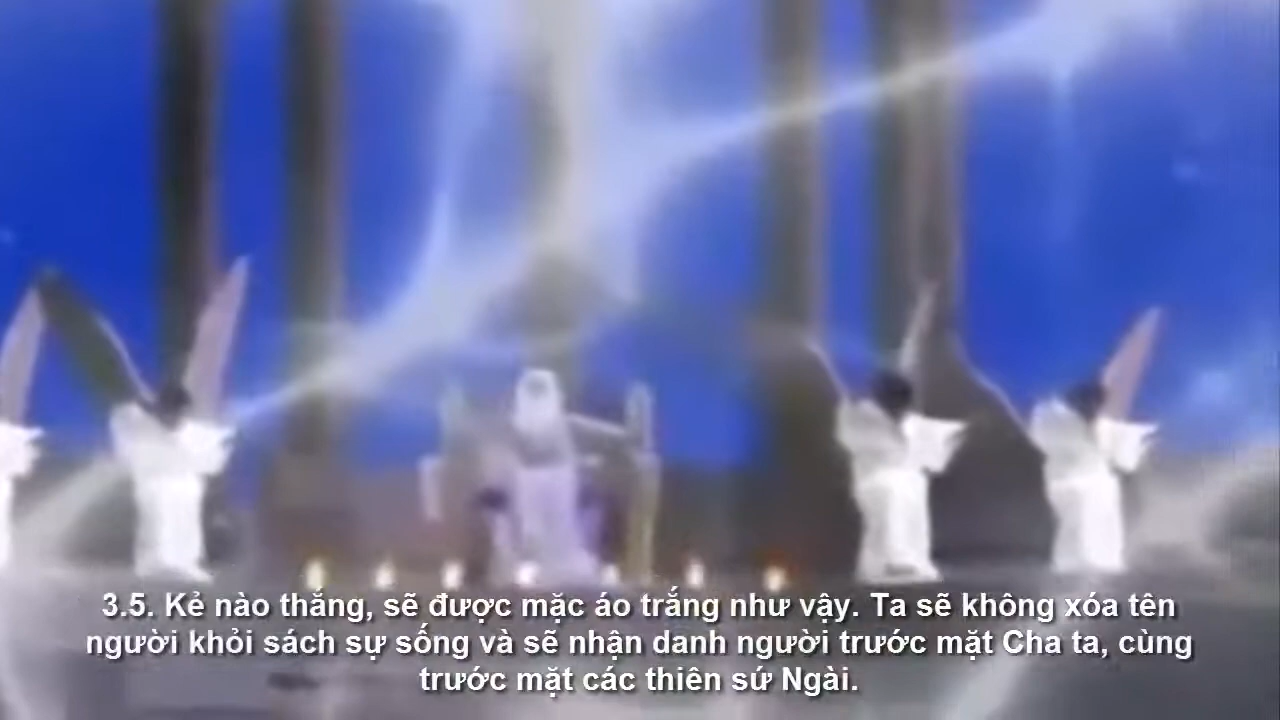 3.5. Kẻ nào thắng, sẽ được mặc áo trắng như vậy. Ta sẽ không xóa tên
người khỏi sách sự sống và sẽ nhận danh người trước mặt Cha ta, cùng
trước mặt các thiên sứ Ngài.